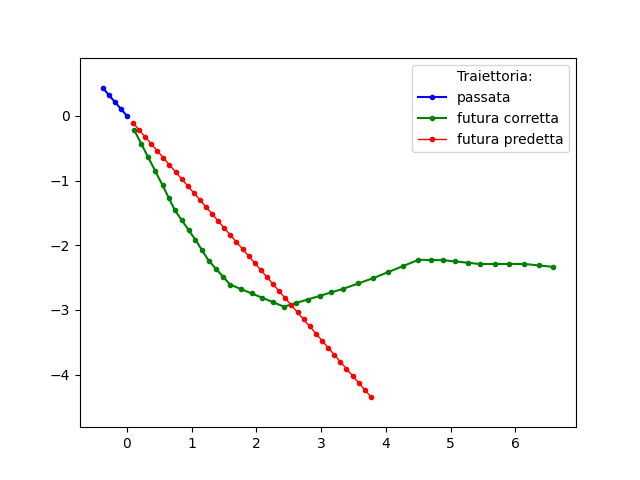 Traiettoria:
passata
futura corretta
futura predetta
0
−1
−2
−3
−4
0 1 2 3 4 5 6